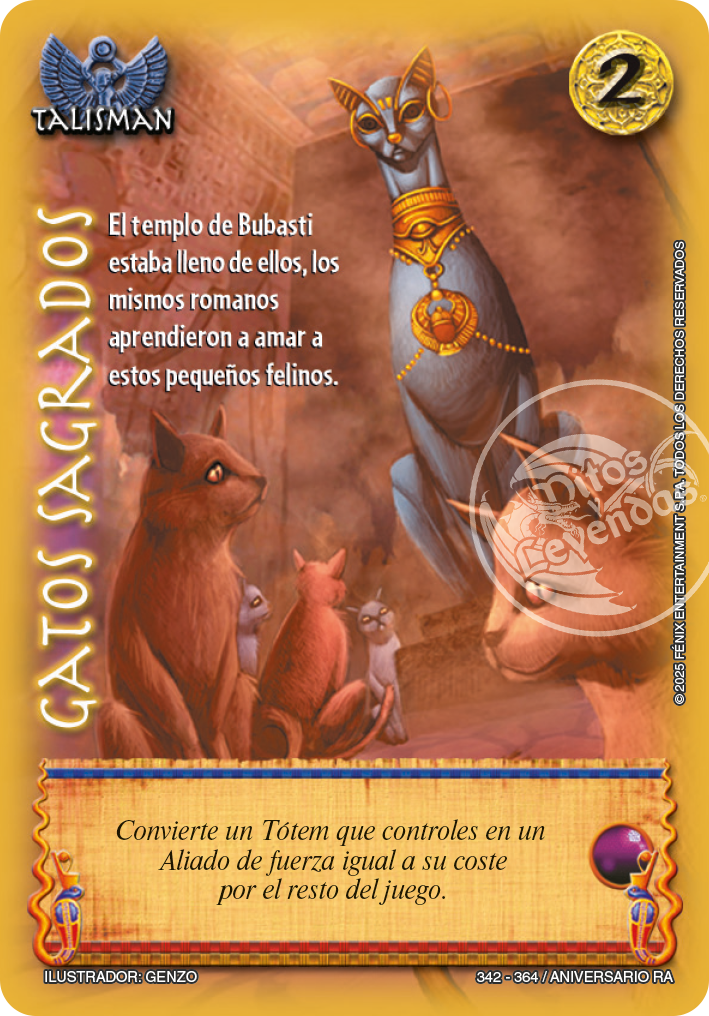 TALISMAN
2
GATOS SAGRADOS
El templo de Bubasti
estaba lleno de ellos, los
mismos romanos
aprendieron a amar a
estos pequeños felinos.
Mitos
y
Leyendas®
©2025 FÉNIX ENTERTAINMENT S.P.A. TODOS LOS DERECHOS RESERVADOS
Convierte un Tótem que controles en un
Aliado de fuerza igual a su coste
por el resto del juego.
ILUSTRADOR: GENZO
342 - 364 / ANIVERSARIO RA